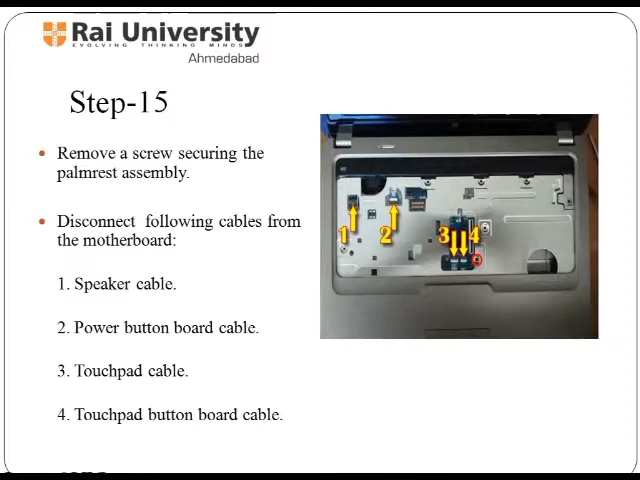 Rai University
EVOLVING THINKING MINDS
Ahmedabad
Step-15
Remove a screw securing the
palmrest assembly.
Disconnect following cables from
the motherboard:
1. Speaker cable.
2. Power button board cable.
3. Touchpad cable.
4. Touchpad button board cable.
1 2 3 4